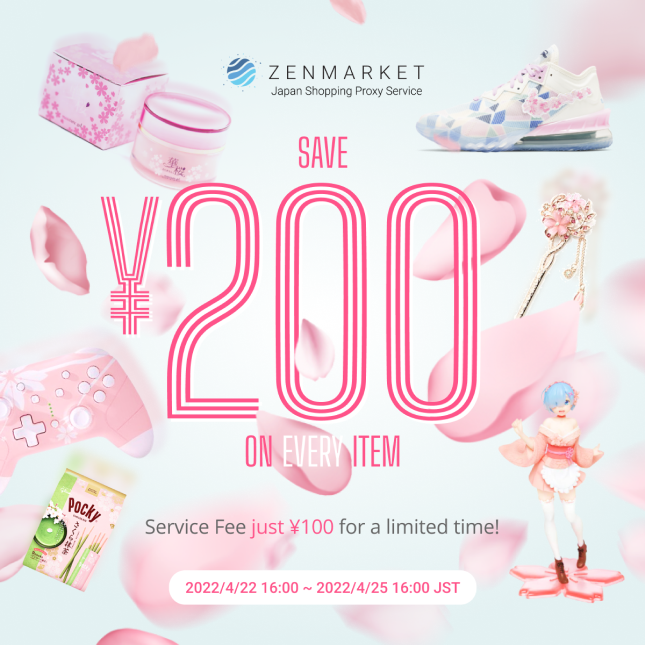 ZENMARKET
Japan Shopping Proxy Service
SAVE
¥200
ON EVERY ITEM
Service Fee just ¥100 for a limited time!
Pocky
2022/4/22 16:00 ~ 2022/4/25 16:00 JST